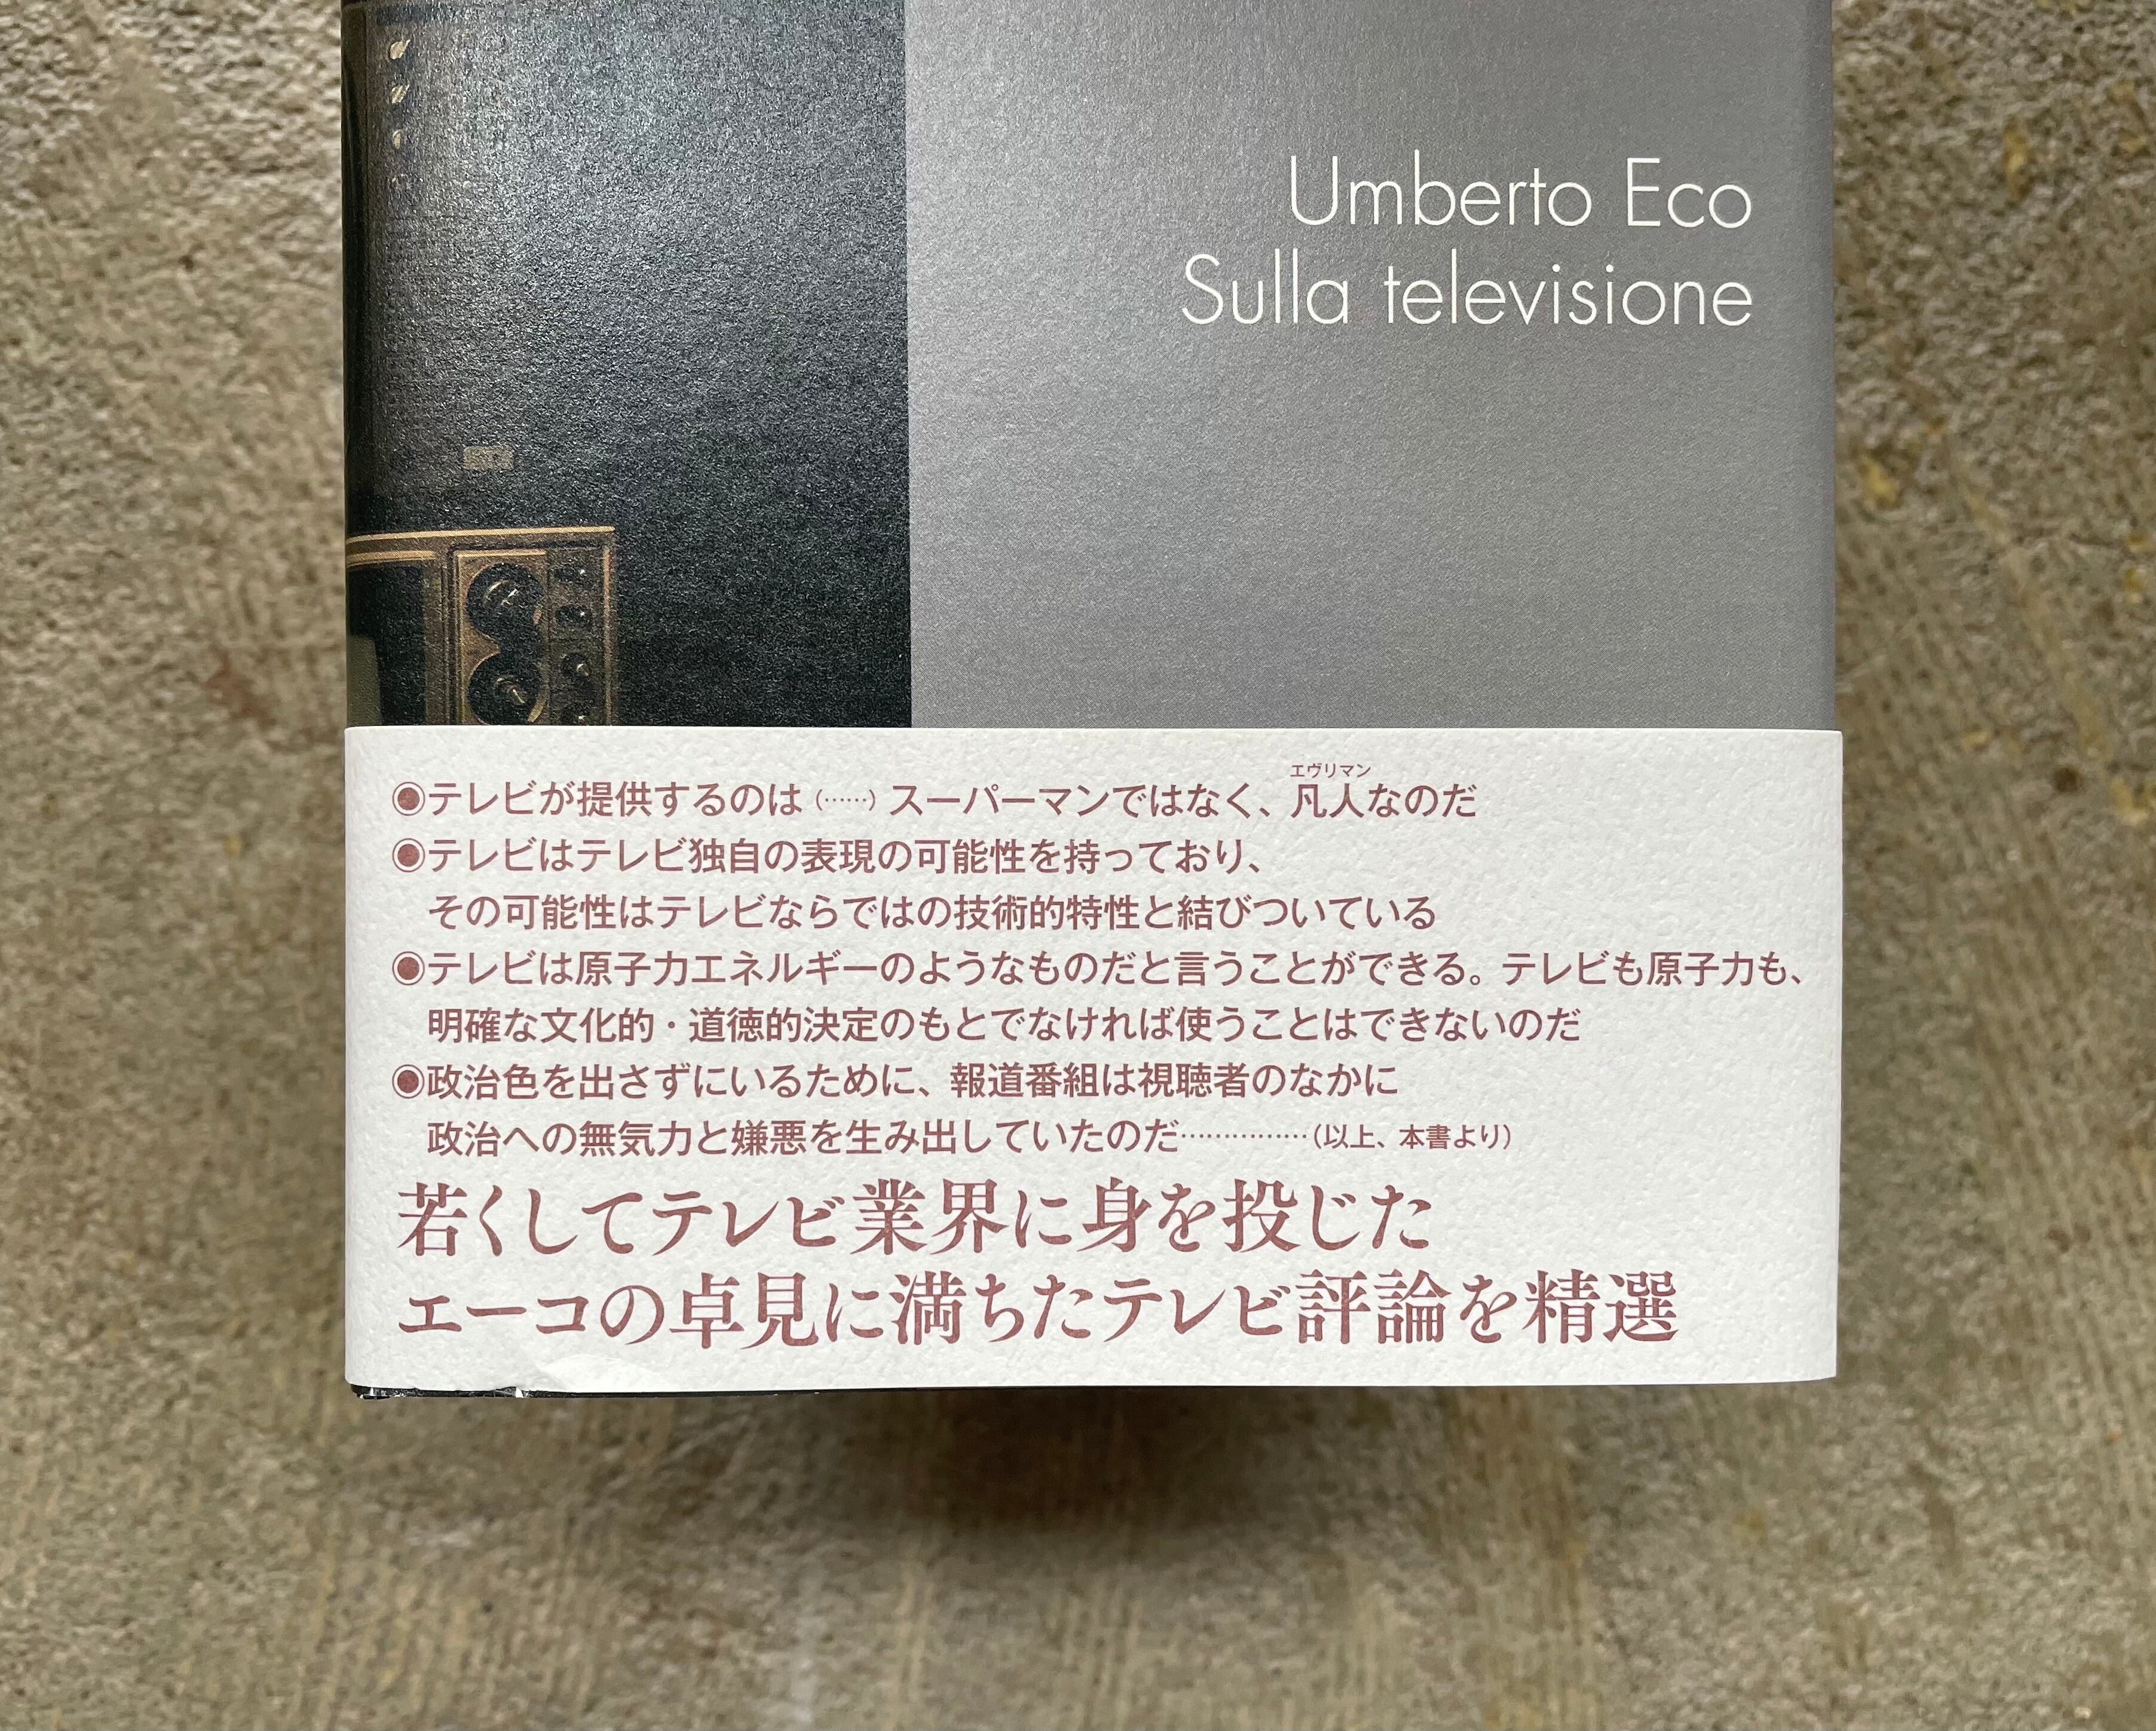 Umberto Eco
Sulla televisione
◉テレビが提供するのは（……）スーパーマンではなく、凡人なのだ
エヴリマン
◉テレビはテレビ独自の表現の可能性を持っており、
その可能性はテレビならではの技術的特性と結びついている
◉テレビは原子力エネルギーのようなものだと言うことができる。テレビも原子力も、
明確な文化的・道徳的決定のもとでなければ使うことはできないのだ
◉政治色を出さずにいるために、報道番組は視聴者のなかに
政治への無気力と嫌悪を生み出していたのだ……………（以上、本書より）
若くしてテレビ業界に身を投じた
エーコの卓見に満ちたテレビ評論を精選